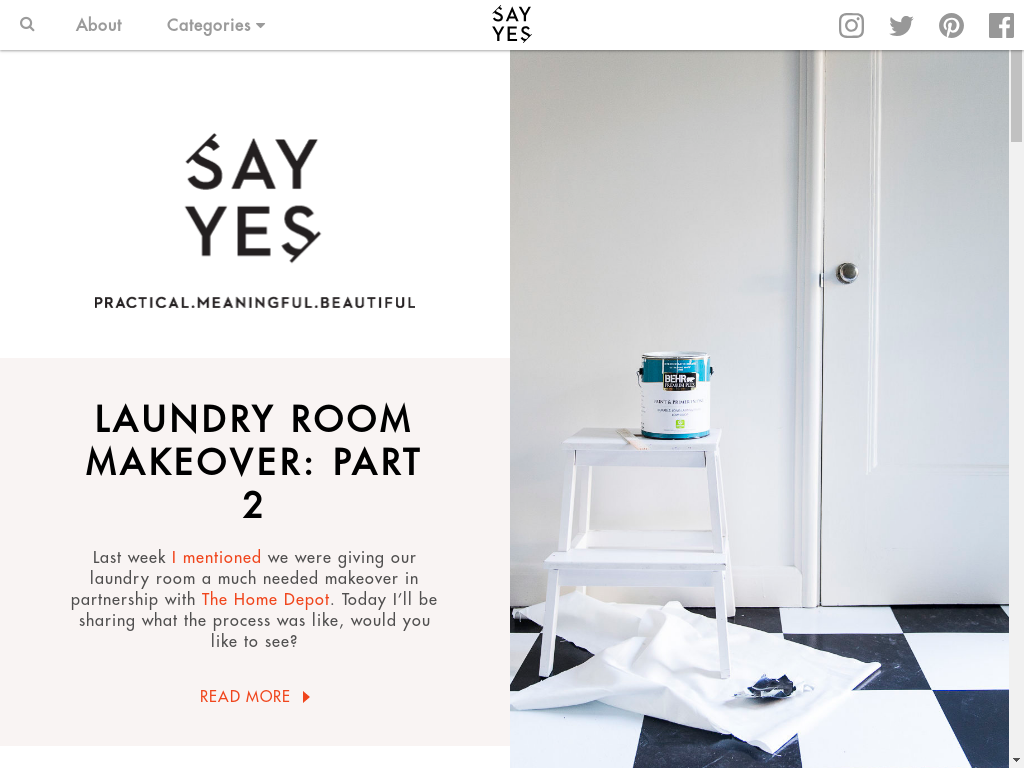 About
Categories
SAY
YES
SAY
YES
PRACTICAL.MEANINGFUL.BEAUTIFUL
LAUNDRY ROOM
MAKEOVER: PART
2
Last week I mentioned we were giving our
laundry room a much needed makeover in
partnership with The Home Depot. Today I'll be
sharing what the process was like, would you
like to see?
READ MORE
BEHR
PREMIUM PLUS